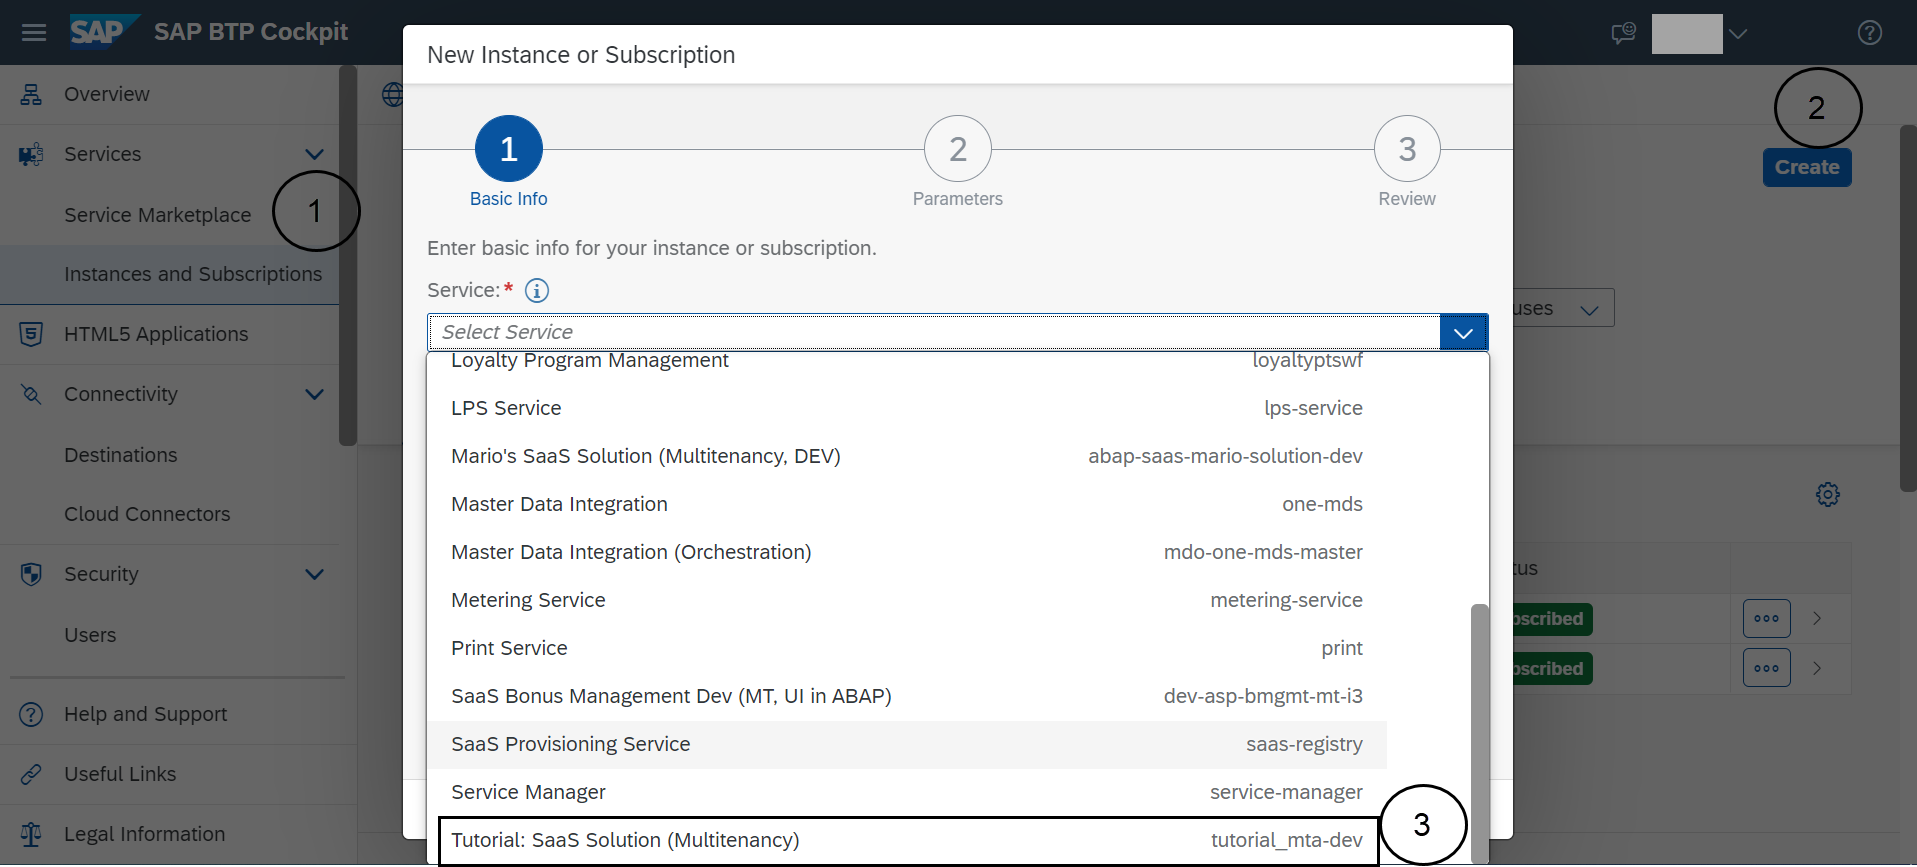 SAP SAP BTP Cockpit
Overview
Services
Service Marketplace
1
Instances and Subscriptions
HTML5 Applications
Connectivity
Destinations
Cloud Connectors
Security
Users
Help and Support
Useful Links
Legal Information
2
Create
New Instance or Subscription
1 2 3
Basic Info Parameters Review
Enter basic info for your instance or subscription.
Service:*
Select Service
Loyalty Program Management loyaltyptswf
LPS Service lps-service
Mario's SaaS Solution (Multitenancy, DEV) abap-saas-mario-solution-dev
Master Data Integration one-mds
Master Data Integration (Orchestration) mdo-one-mds-master
Metering Service metering-service
Print Service print
SaaS Bonus Management Dev (MT, UI in ABAP) dev-asp-bmgmt-mt-i3
SaaS Provisioning Service saas-registry
Service Manager service-manager
Tutorial: SaaS Solution (Multitenancy) tutorial_mta-dev
3